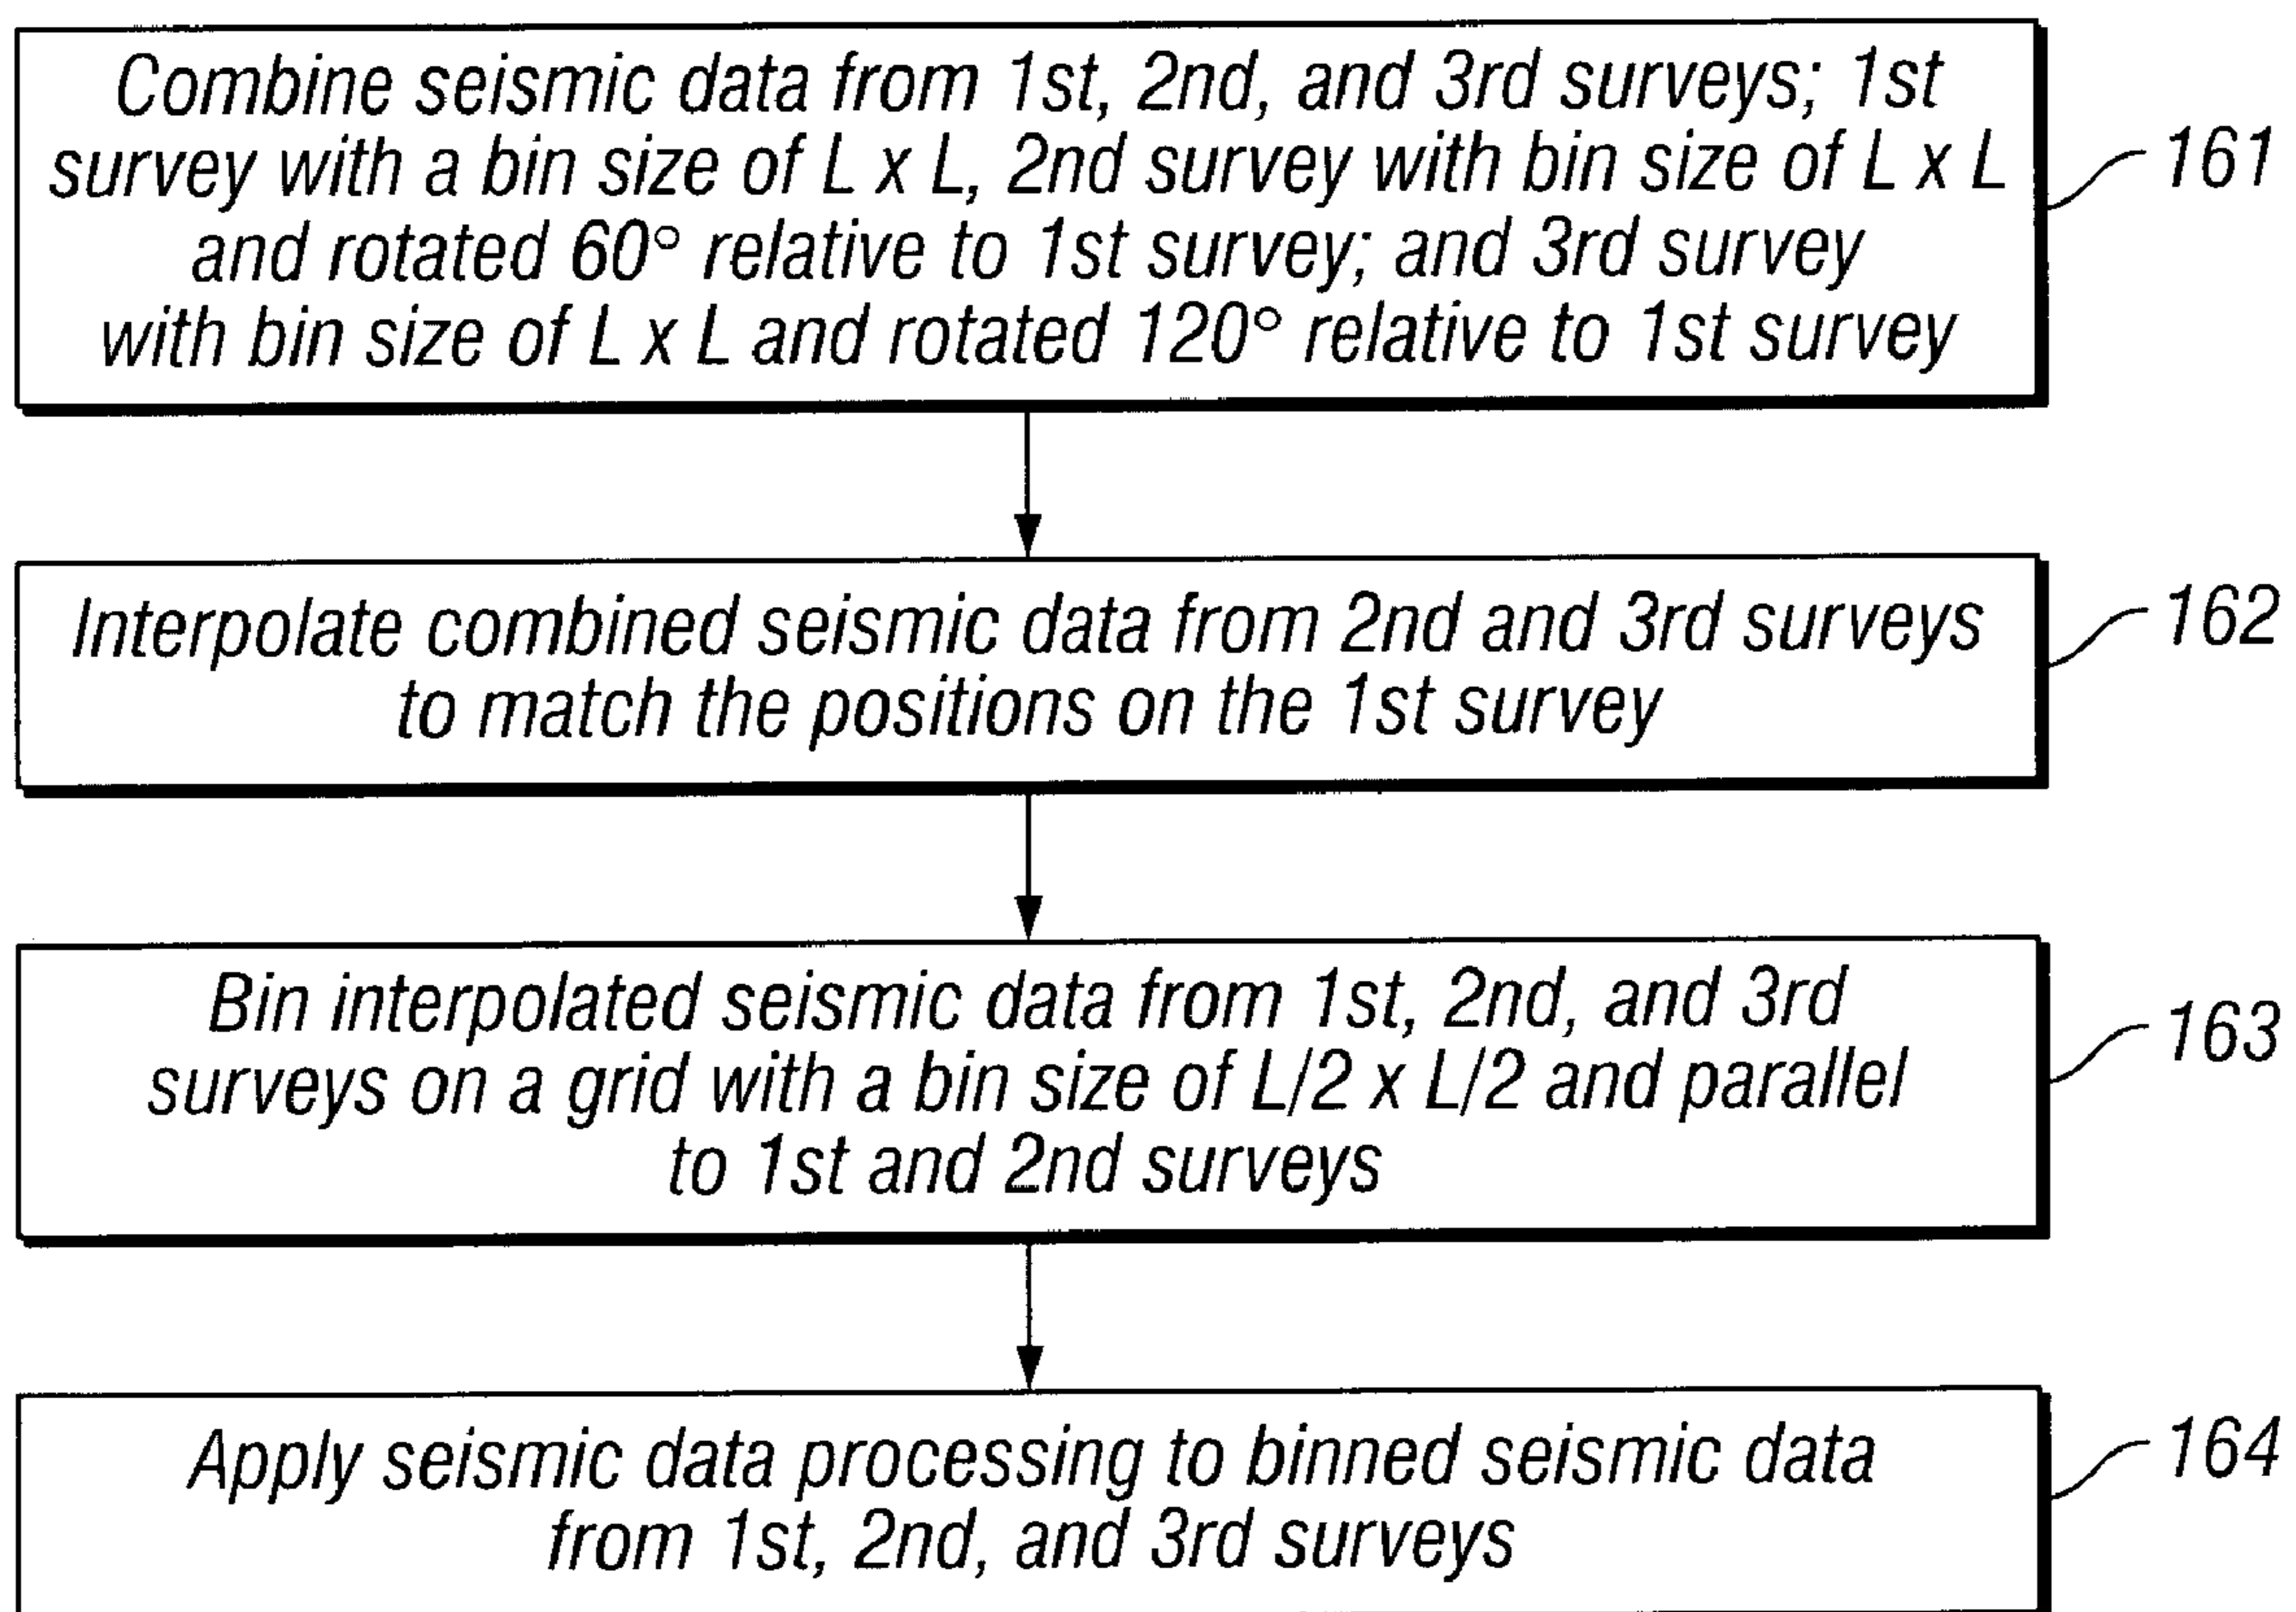 Combine seismic data from 1st, 2nd, and 3rd surveys; 1st
survey with a bin size of L x L, 2nd survey with bin size of L x L
and rotated 60° relative to 1st survey; and 3rd survey
with bin size of L x L and rotated 120° relative to 1st survey
161
Interpolate combined seismic data from 2nd and 3rd surveys
to match the positions on the 1st survey
162
Bin interpolated seismic data from 1st, 2nd, and 3rd
surveys on a grid with a bin size of L/2 x L/2 and parallel
to 1st and 2nd surveys
163
Apply seismic data processing to binned seismic data
from 1st, 2nd, and 3rd surveys
164